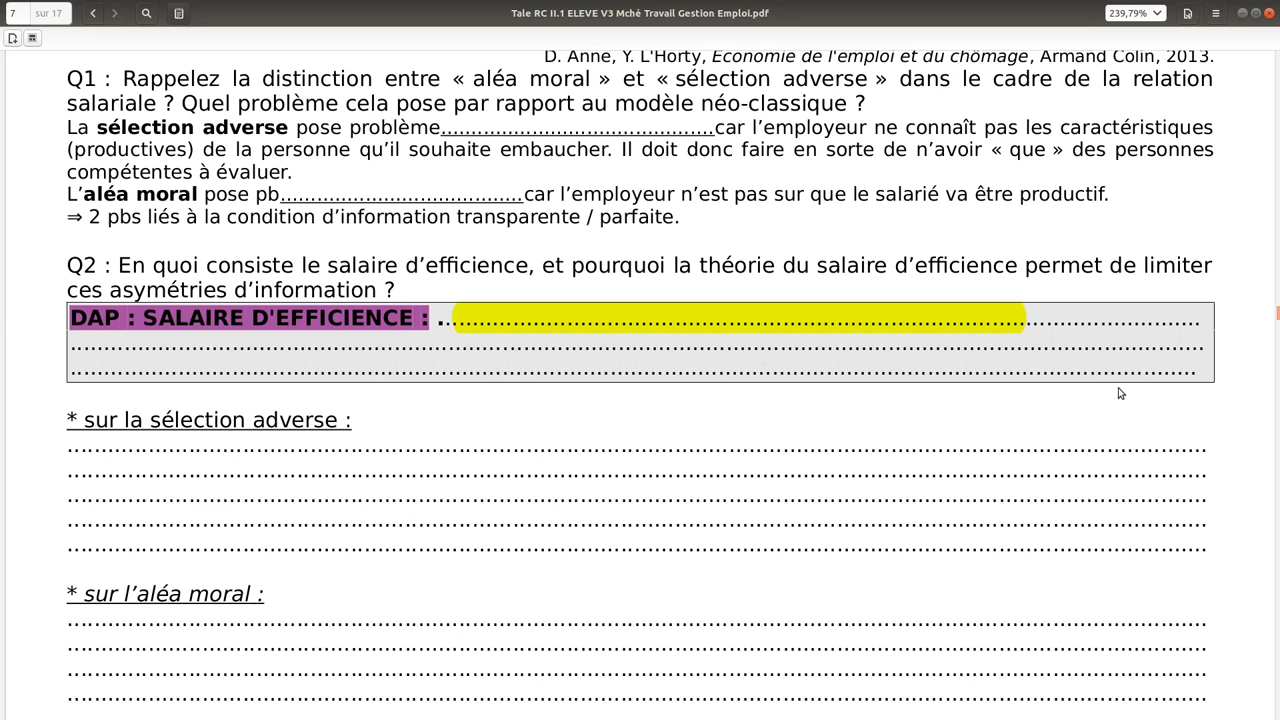 7 sur 17
Tale RC II.1 ELEVE V3 Mché Travail Gestion Emploi.pdf
239,79%
D. Anne, Y. L'Horty, Economie de l'emploi et du chômage, Armand Colin, 2013.
Q1 : Rappelez la distinction entre « aléa moral » et « sélection adverse » dans le cadre de la relation
salariale ? Quel problème cela pose par rapport au modèle néo-classique ?
La sélection adverse pose problème.............................................car l’employeur ne connaît pas les caractéristiques
(productives) de la personne qu’il souhaite embaucher. Il doit donc faire en sorte de n’avoir « que » des personnes
compétentes à évaluer.
L’aléa moral pose pb........................................car l’employeur n’est pas sur que le salarié va être productif.
⇒ 2 pbs liés à la condition d’information transparente / parfaite.
Q2 : En quoi consiste le salaire d’efficience, et pourquoi la théorie du salaire d’efficience permet de limiter
ces asymétries d’information ?
DAP : SALAIRE D'EFFICIENCE :
* sur la sélection adverse :
* sur l’aléa moral :